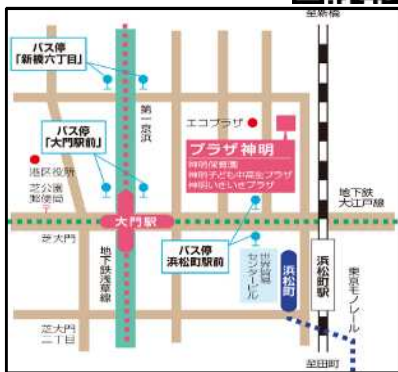 至新橋
バス停
「新橋六丁目」
第一京浜
エコプラザ
バス停
「大門駅前」
プラザ神明
神明保育園
神明子ども中高生プラザ
神明いきいきプラザ
港区役所
芝公園
郵便局
地下鉄
大江戸線
大門駅
芝大門
バス停
浜松町駅前
地下鉄浅草線
世界貿易
センタービル
浜松町
浜松町駅
東京モノレール
芝大門
二丁目
至田町